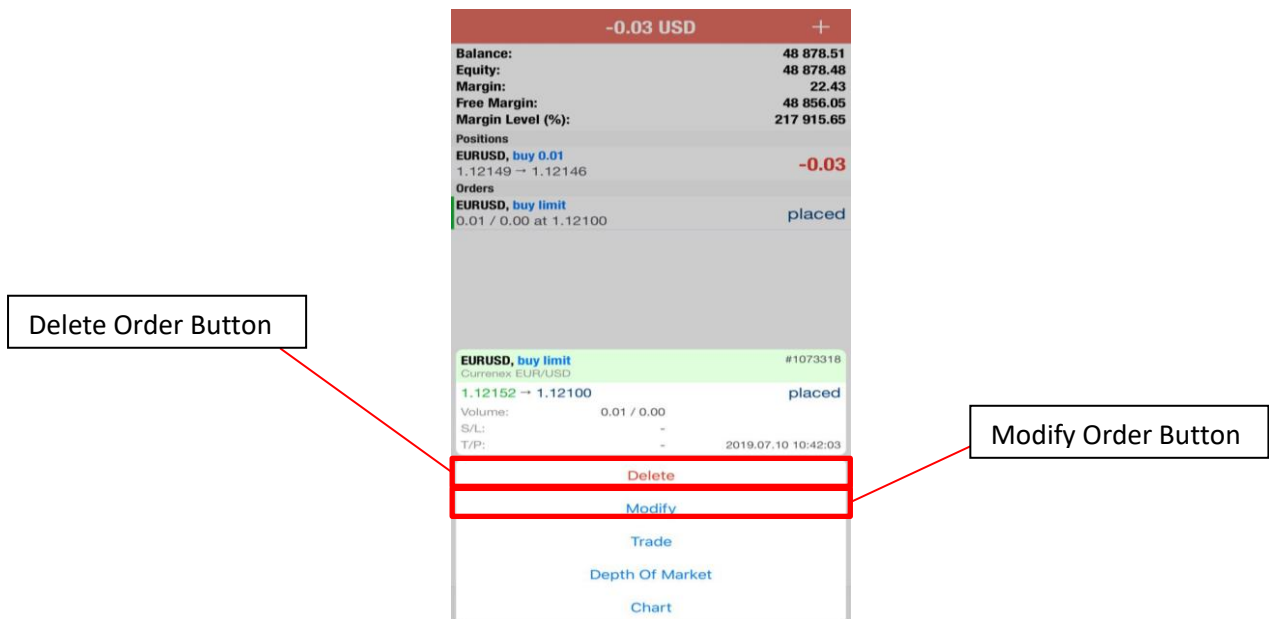 -0.03 USD +
Balance: 48 878.51
Equity: 48 878.48
Margin: 22.43
Free Margin: 48 856.05
Margin Level (%): 217 915.65
Positions
EURUSD, buy 0.01
1.12149 → 1.12146 -0.03
Orders
EURUSD, buy limit
0.01 / 0.00 at 1.12100 placed
Delete Order Button
EURUSD, buy limit #1073318
Currenex EUR/USD
1.12152 → 1.12100 placed
Volume: 0.01 / 0.00
S/L: -
T/P: - 2019.07.10 10:42:03
Modify Order Button
Delete
Modify
Trade
Depth Of Market
Chart